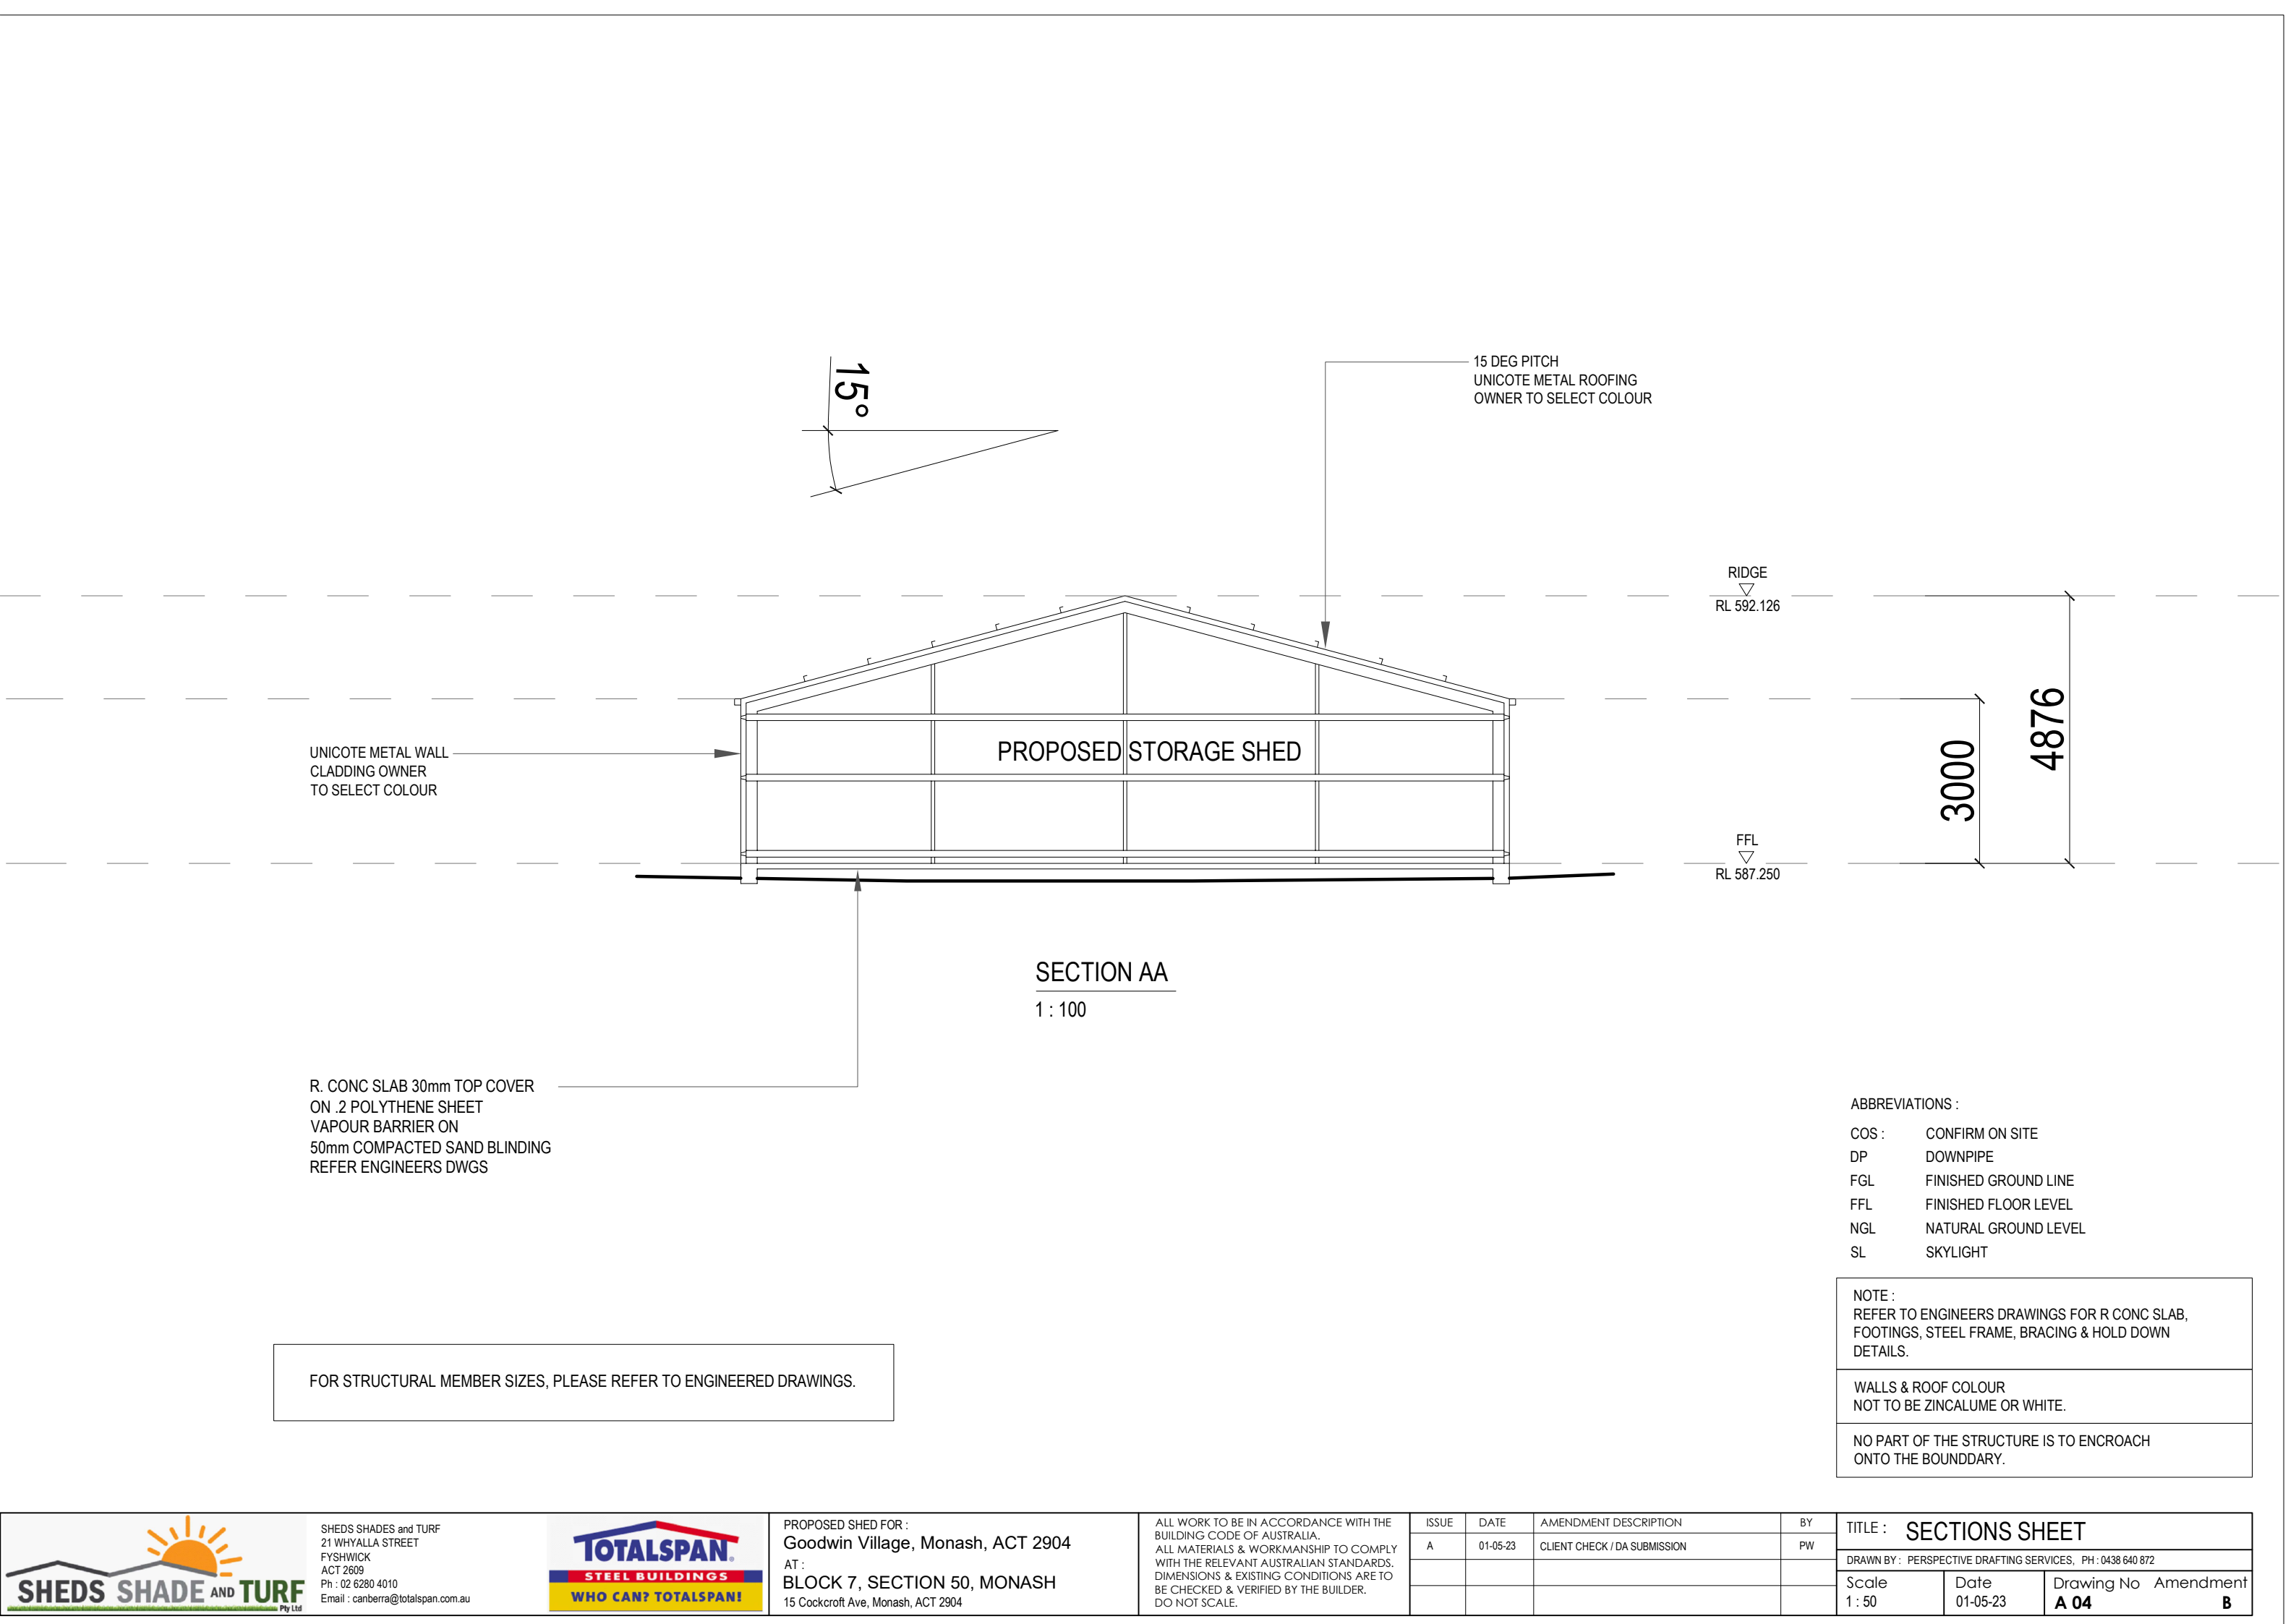 15°
15 DEG PITCH
UNICOTE METAL ROOFING
OWNER TO SELECT COLOUR
RIDGE
RL 592.126
4876
3000
UNICOTE METAL WALL
CLADDING OWNER
TO SELECT COLOUR
PROPOSED STORAGE SHED
FFL
RL 587.250
SECTION AA
1 : 100
R. CONC SLAB 30mm TOP COVER
ON .2 POLYTHENE SHEET
VAPOUR BARRIER ON
50mm COMPACTED SAND BLINDING
REFER ENGINEERS DWGS
ABBREVIATIONS :
COS : CONFIRM ON SITE
DP DOWNPIPE
FGL FINISHED GROUND LINE
FFL FINISHED FLOOR LEVEL
NGL NATURAL GROUND LEVEL
SL SKYLIGHT
NOTE :
REFER TO ENGINEERS DRAWINGS FOR R CONC SLAB,
FOOTINGS, STEEL FRAME, BRACING & HOLD DOWN
DETAILS.
WALLS & ROOF COLOUR
NOT TO BE ZINCALUME OR WHITE.
NO PART OF THE STRUCTURE IS TO ENCROACH
ONTO THE BOUNDDARY.
FOR STRUCTURAL MEMBER SIZES, PLEASE REFER TO ENGINEERED DRAWINGS.
SHEDS SHADE AND TURF
Pty Ltd
SHEDS SHADES and TURF
21 WHYALLA STREET
FYSHWICK
ACT 2609
Ph : 02 6280 4010
Email : canberra@totalspan.com.au
TOTALSPAN®
STEEL BUILDINGS
WHO CAN? TOTALSPAN!
PROPOSED SHED FOR :
Goodwin Village, Monash, ACT 2904
AT :
BLOCK 7, SECTION 50, MONASH
15 Cockcroft Ave, Monash, ACT 2904
ALL WORK TO BE IN ACCORDANCE WITH THE
BUILDING CODE OF AUSTRALIA.
ALL MATERIALS & WORKMANSHIP TO COMPLY
WITH THE RELEVANT AUSTRALIAN STANDARDS.
DIMENSIONS & EXISTING CONDITIONS ARE TO
BE CHECKED & VERIFIED BY THE BUILDER.
DO NOT SCALE.
ISSUE DATE AMENDMENT DESCRIPTION BY
A 01-05-23 CLIENT CHECK / DA SUBMISSION PW
TITLE : SECTIONS SHEET
DRAWN BY : PERSPECTIVE DRAFTING SERVICES, PH : 0438 640 872
Scale Date Drawing No Amendment
1 : 50 01-05-23 A 04 B